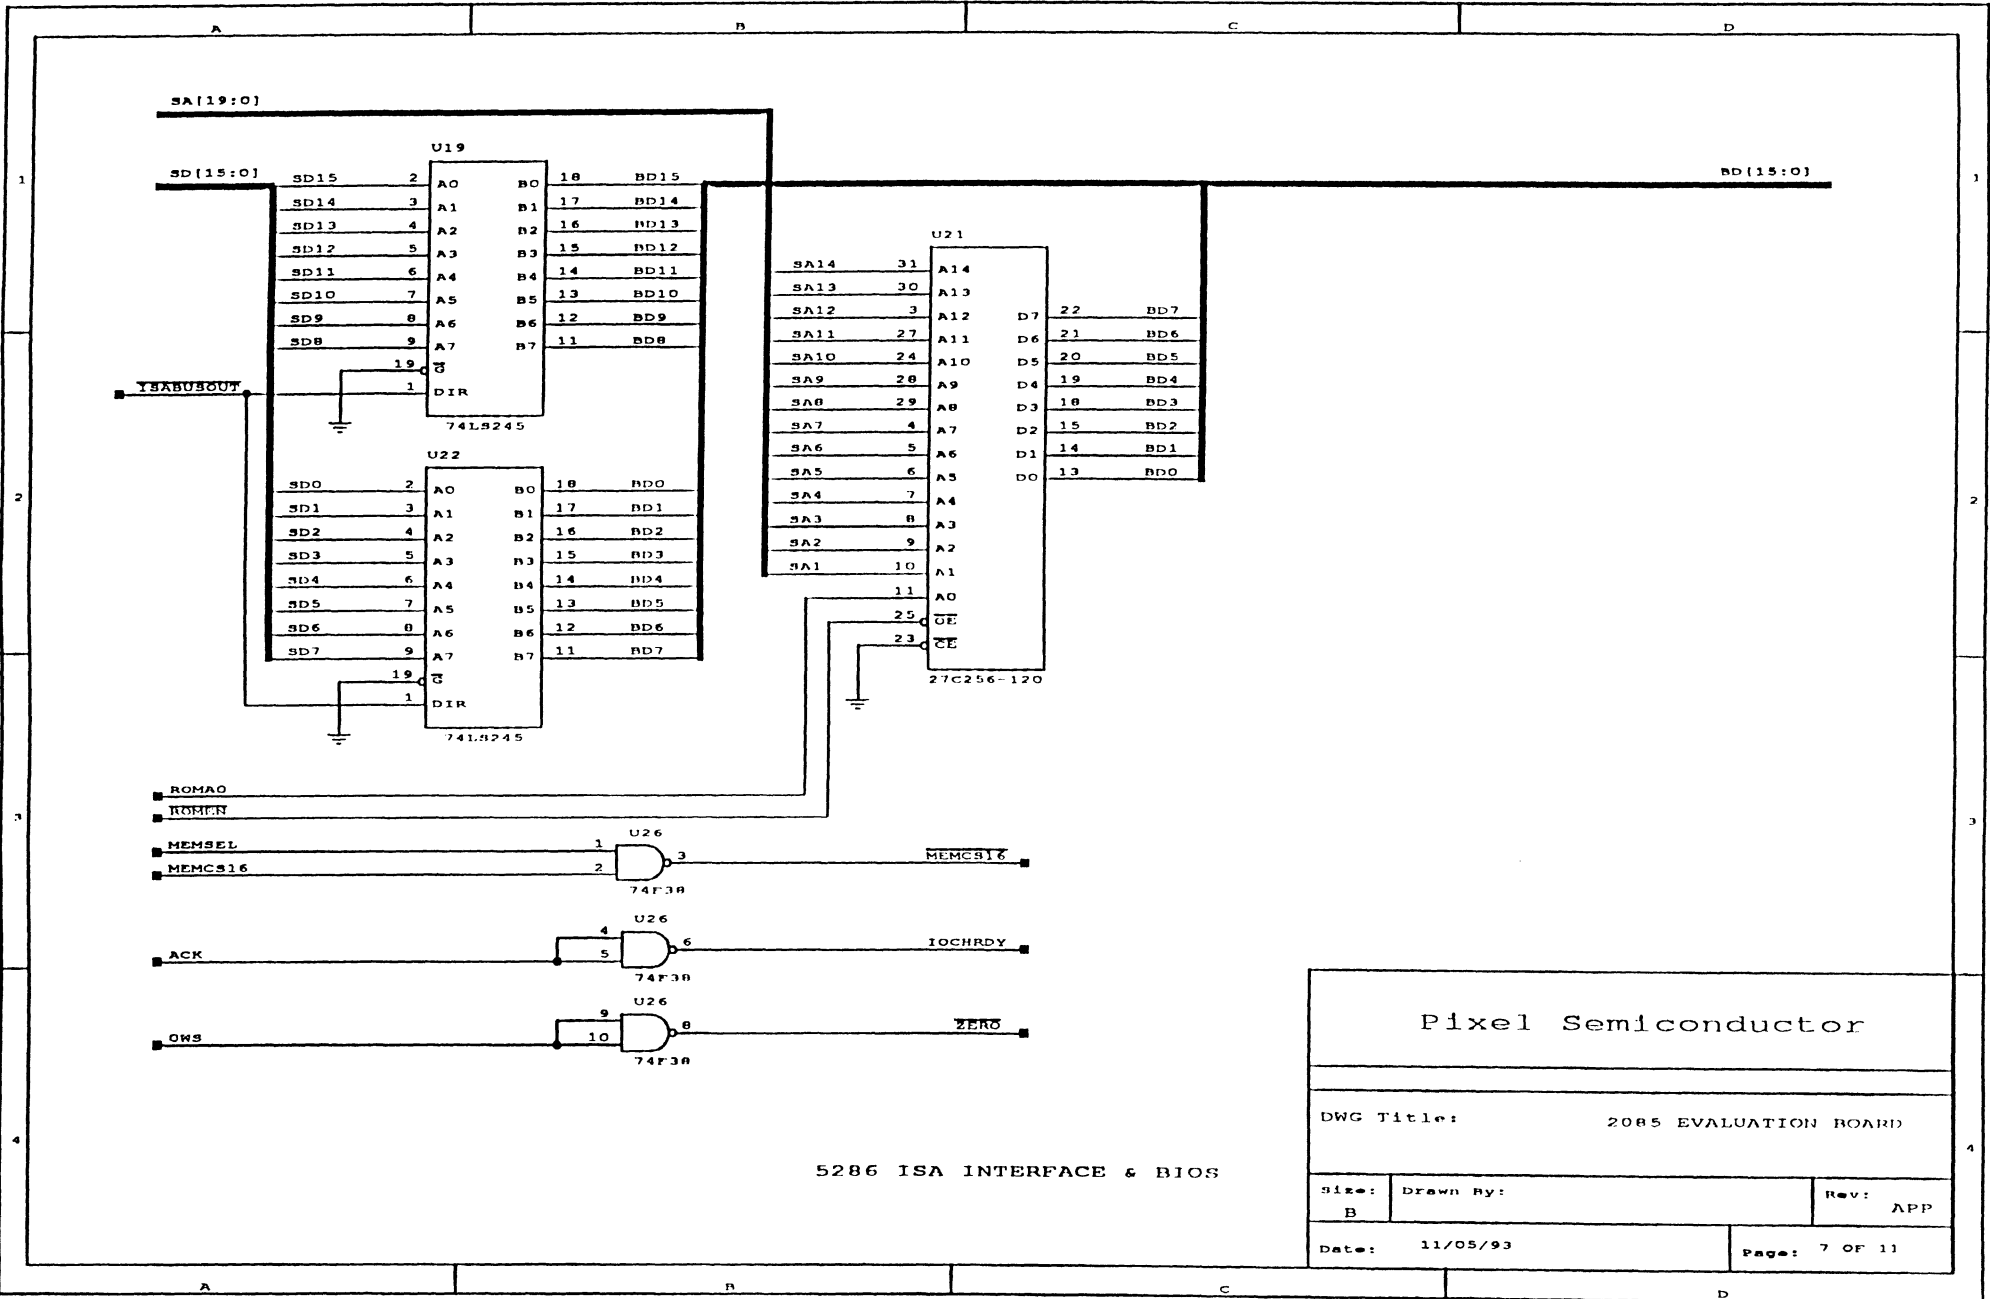 A B C D
SA[19:0]
U19
SD[15:0]
BD[15:0]
1
1
SD15 2 A0 B0 18 BD15
SD14 3 A1 B1 17 BD14
SD13 4 A2 B2 16 BD13
SD12 5 A3 B3 15 BD12
SD11 6 A4 B4 14 BD11
SD10 7 A5 B5 13 BD10
SD9 8 A6 B6 12 BD9
SD8 9 A7 B7 11 BD8
19 G
ISABUSOUT 1 DIR
74LS245
U21
SA14 31 A14
SA13 30 A13
SA12 3 A12 D7 22 BD7
SA11 27 A11 D6 21 BD6
SA10 24 A10 D5 20 BD5
SA9 28 A9 D4 19 BD4
SA8 29 A8 D3 18 BD3
SA7 4 A7 D2 15 BD2
SA6 5 A6 D1 14 BD1
SA5 6 A5 D0 13 BD0
SA4 7 A4
SA3 8 A3
SA2 9 A2
SA1 10 A1
11 A0
25 OE
23 CE
27C256-120
U22
2
2
SD0 2 A0 B0 18 BD0
SD1 3 A1 B1 17 BD1
SD2 4 A2 B2 16 BD2
SD3 5 A3 B3 15 BD3
SD4 6 A4 B4 14 BD4
SD5 7 A5 B5 13 BD5
SD6 8 A6 B6 12 BD6
SD7 9 A7 B7 11 BD7
19 G
1 DIR
74LS245
ROMA0
ROMEN
3
3
U26
MEMSEL 1
3 MEMCS16
MEMCS16 2
74F38
U26
4
6 IOCHRDY
ACK 5
74F38
U26
9
8 ZERO
OWS 10
74F38
Pixel Semiconductor
DWG Title: 2085 EVALUATION BOARD
4
4
5286 ISA INTERFACE & BIOS
Size: B
Drawn By:
Rev: APP
Date: 11/05/93
Page: 7 OF 11
A B C D